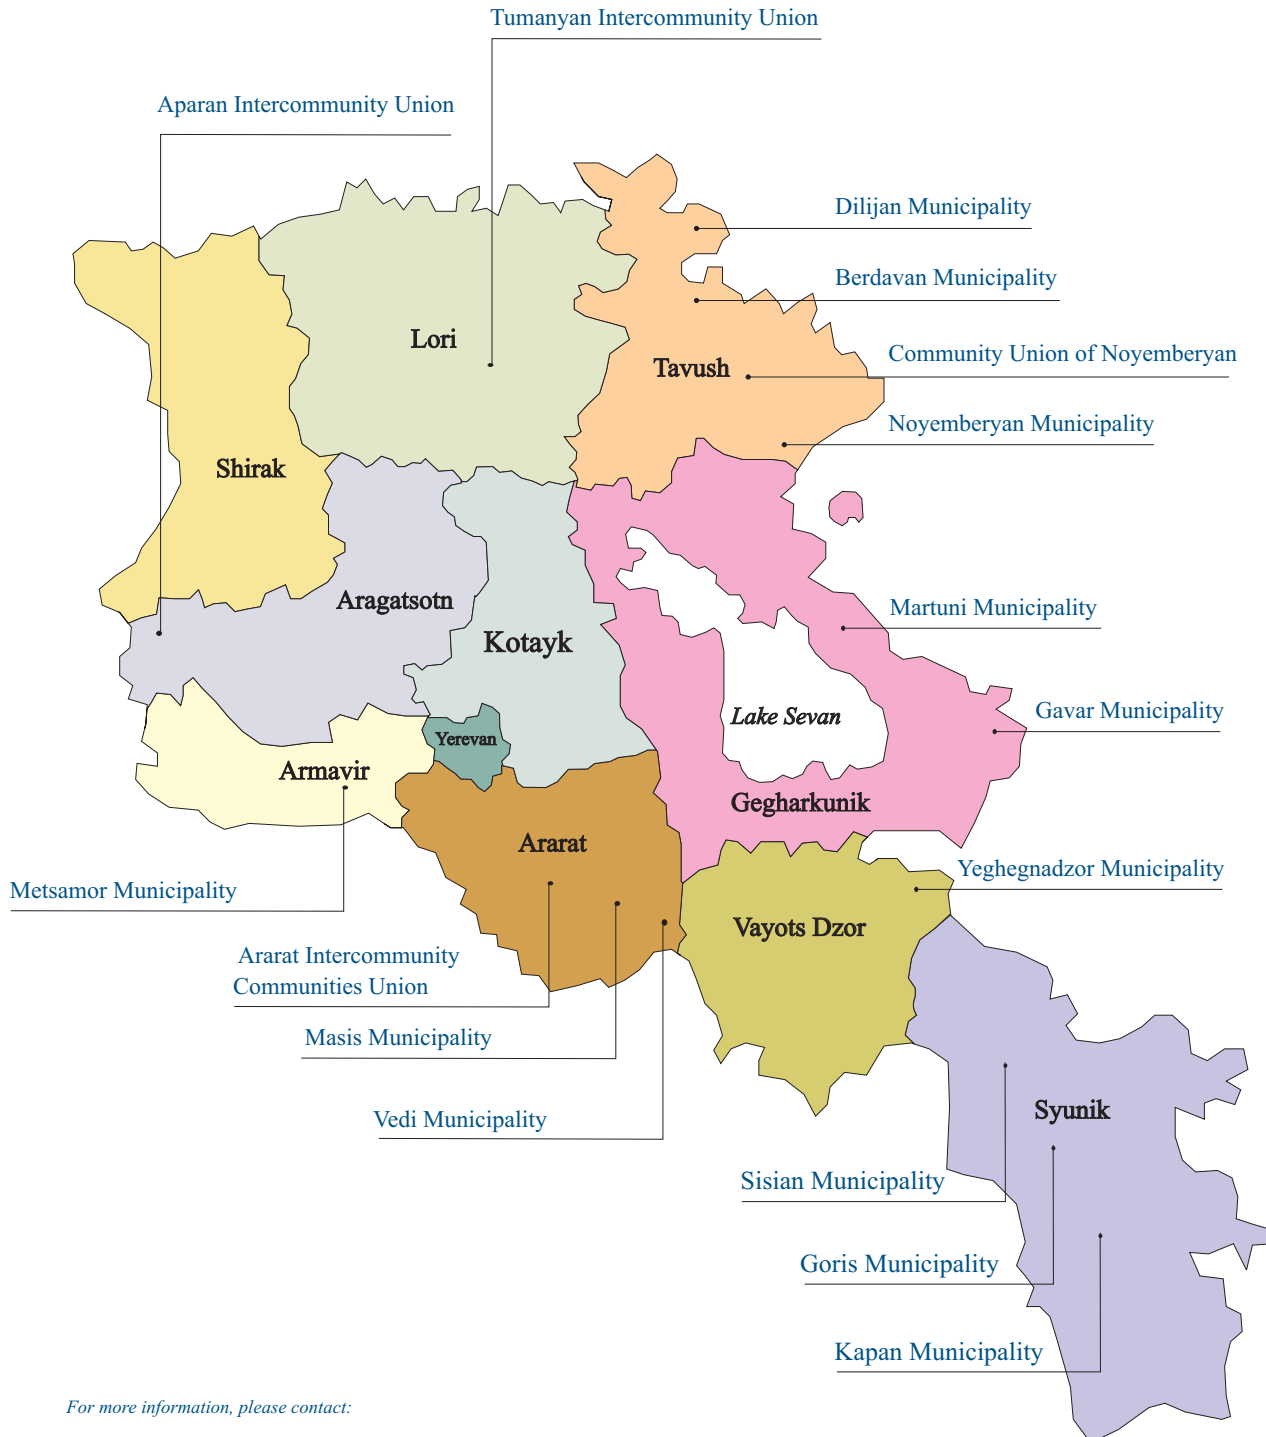 Tumanyan Intercommunity Union
Aparan Intercommunity Union
Dilijan Municipality
Berdavan Municipality
Lori
Community Union of Noyemberyan
Tavush
Noyemberyan Municipality
Shirak
Aragatsotn
Martuni Municipality
Kotayk
Lake Sevan
Gavar Municipality
Yerevan
Armavir
Gegharkunik
Ararat
Yeghegnadzor Municipality
Metsamor Municipality
Vayots Dzor
Ararat Intercommunity
Communities Union
Masis Municipality
Syunik
Vedi Municipality
Sisian Municipality
Goris Municipality
Kapan Municipality
For more information, please contact: